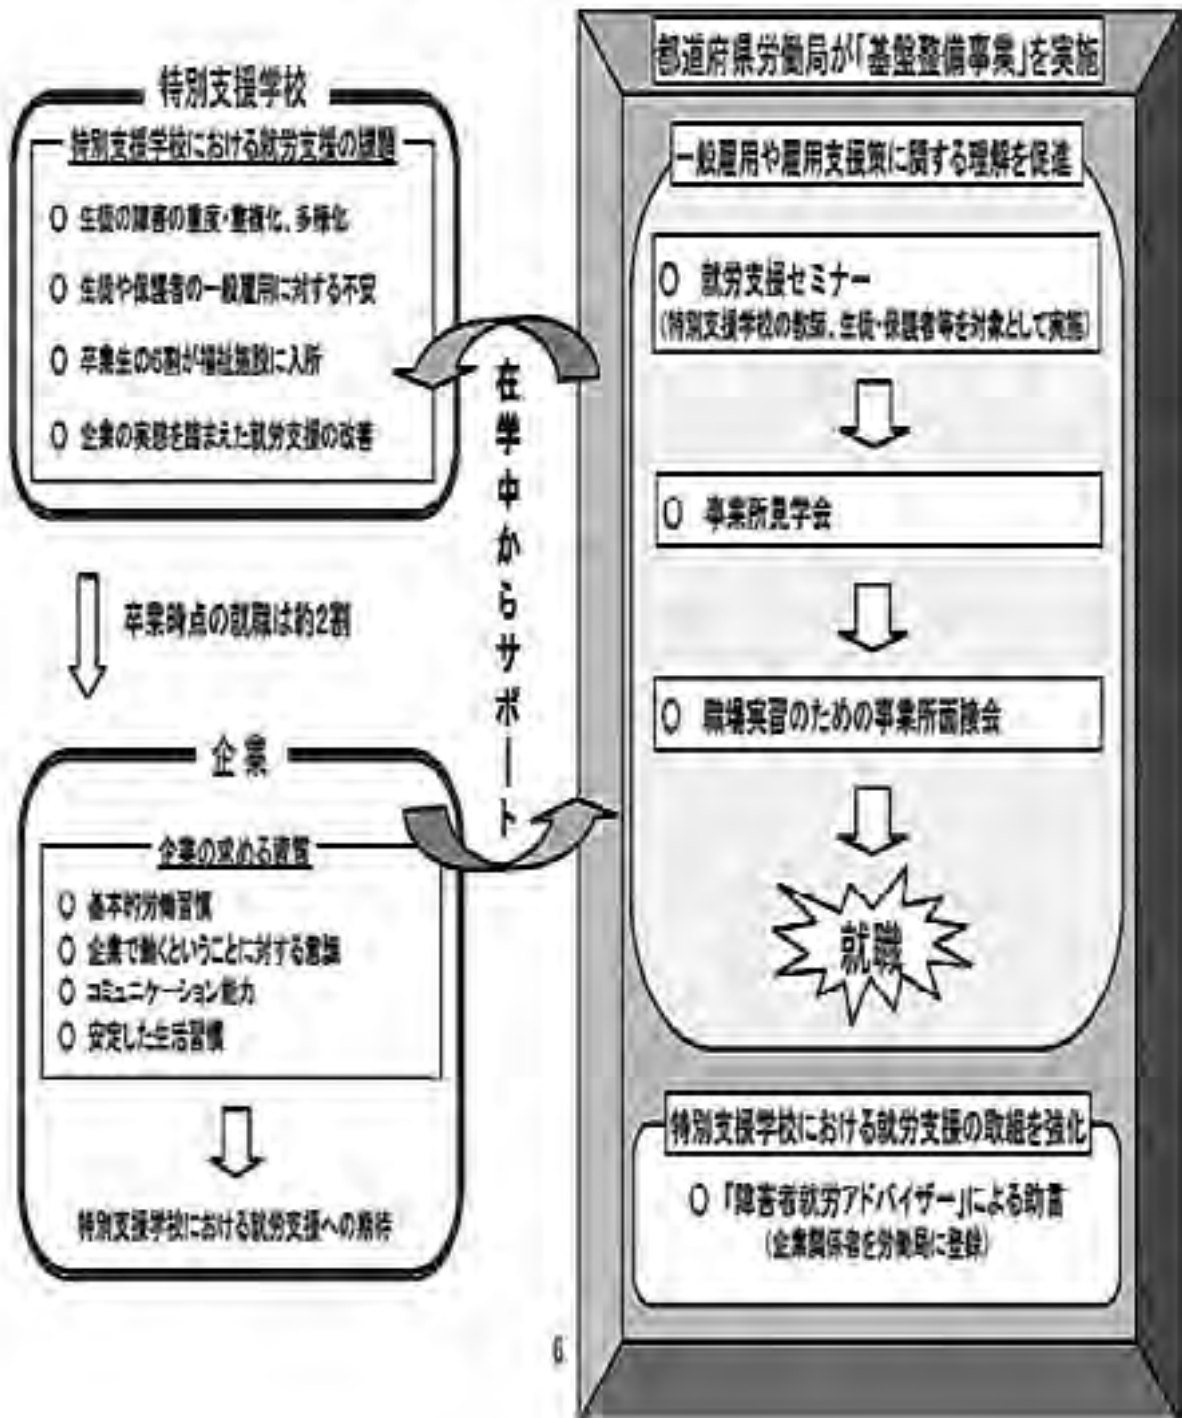 特別支援学校
特別支援学校における就労支援の課題
○ 生徒の障害の重度・重複化、多様化
○ 生徒や保護者の一般雇用に対する不安
○ 卒業生の6割が福祉施設に入所
○ 企業の実態を踏まえた就労支援の改善
卒業時点の就職は約2割
企業
企業の求める資質
○ 基本的労働習慣
○ 企業で働くということに対する意識
○ コミュニケーション能力
○ 安定した生活習慣
特別支援学校における就労支援への期待
在学中からサポート
都道府県労働局が「基盤整備事業」を実施
一般雇用や雇用支援策に関する理解を促進
○ 就労支援セミナー
(特別支援学校の教師、生徒・保護者等を対象として実施)
○ 事業所見学会
○ 職場実習のための事業所面接会
就職
特別支援学校における就労支援の取組を強化
○ 「障害者就労アドバイザー」による助言
(企業関係者を労働局に登録)
6